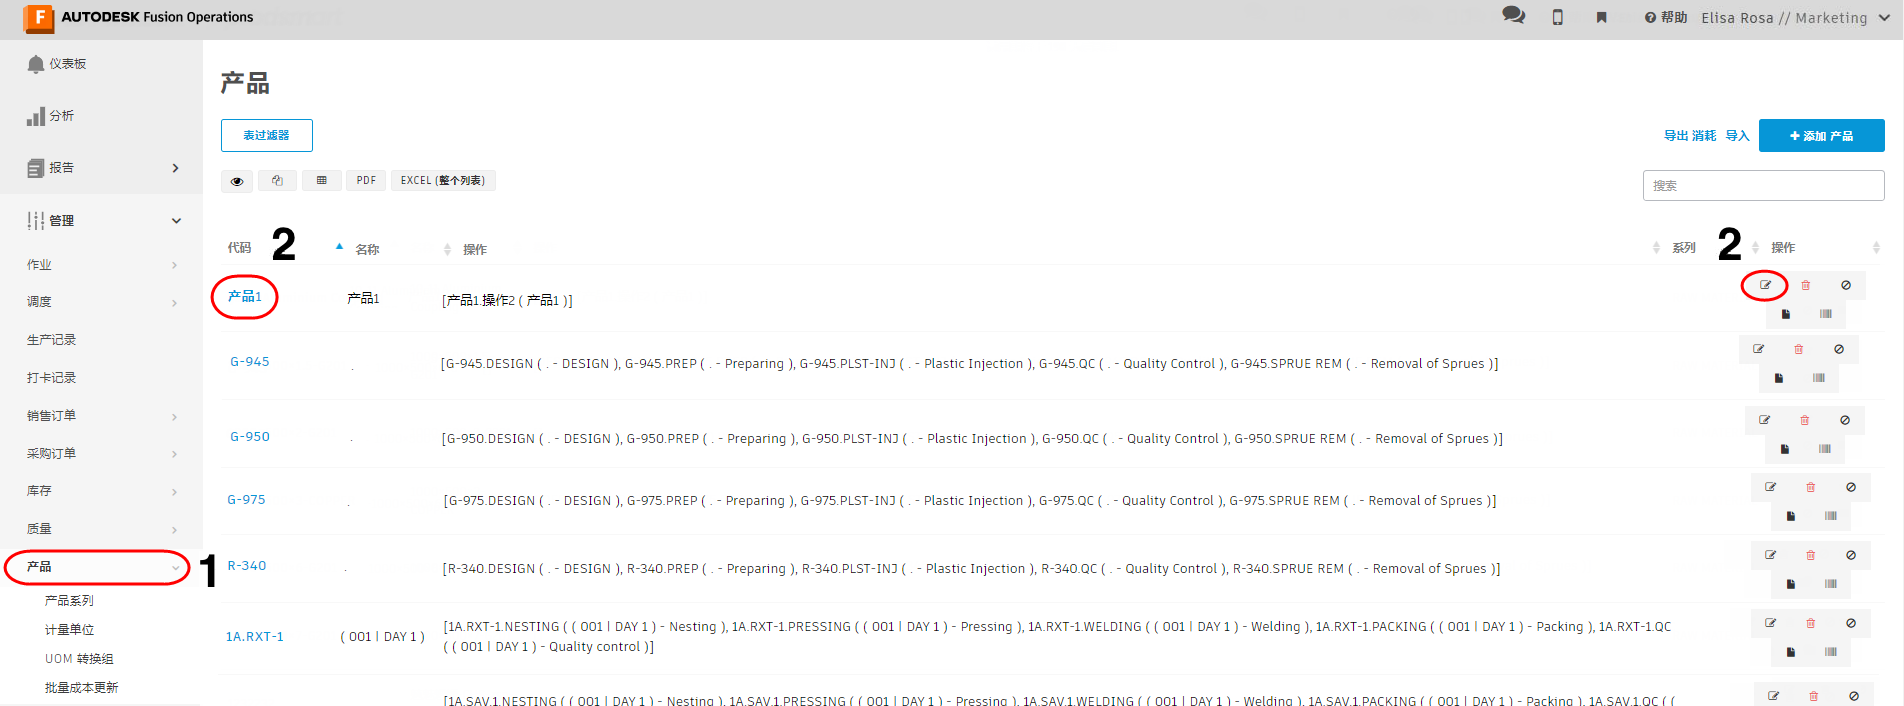 F AUTODESK Fusion Operations
帮助 Elisa Rosa // Marketing
仪表板
分析
报告
管理
作业
调度
生产记录
打卡记录
销售订单
采购订单
库存
质量
产品
1
产品系列
计量单位
UOM 转换组
批量成本更新
产品
表过滤器
导出 消耗 导入 + 添加 产品
PDF EXCEL (整个列表)
搜索
代码 2 名称 操作 系列 2 操作
产品1 产品1 [产品1.操作2 ( 产品1 )]
G-945 . [G-945.DESIGN ( . - DESIGN ), G-945.PREP ( . - Preparing ), G-945.PLST-INJ ( . - Plastic Injection ), G-945.QC ( . - Quality Control ), G-945.SPRUE REM ( . - Removal of Sprues )]
G-950 . [G-950.DESIGN ( . - DESIGN ), G-950.PREP ( . - Preparing ), G-950.PLST-INJ ( . - Plastic Injection ), G-950.QC ( . - Quality Control ), G-950.SPRUE REM ( . - Removal of Sprues )]
G-975 . [G-975.DESIGN ( . - DESIGN ), G-975.PREP ( . - Preparing ), G-975.PLST-INJ ( . - Plastic Injection ), G-975.QC ( . - Quality Control ), G-975.SPRUE REM ( . - Removal of Sprues )]
R-340 . [R-340.DESIGN ( . - DESIGN ), R-340.PREP ( . - Preparing ), R-340.PLST-INJ ( . - Plastic Injection ), R-340.QC ( . - Quality Control ), R-340.SPRUE REM ( . - Removal of Sprues )]
1A.RXT-1 ( 001 | DAY 1 ) [1A.RXT-1.NESTING ( ( 001 | DAY 1 ) - Nesting ), 1A.RXT-1.PRESSING ( ( 001 | DAY 1 ) - Pressing ), 1A.RXT-1.WELDING ( ( 001 | DAY 1 ) - Welding ), 1A.RXT-1.PACKING ( ( 001 | DAY 1 ) - Packing ), 1A.RXT-1.QC
( ( 001 | DAY 1 ) - Quality control )]
[1A.SAV.1.NESTING ( ( 001 | DAY 1 ) - Nesting ), 1A.SAV.1.PRESSING ( ( 001 | DAY 1 ) - Pressing ), 1A.SAV.1.WELDING ( ( 001 | DAY 1 ) - Welding ), 1A.SAV.1.PACKING ( ( 001 | DAY 1 ) - Packing ), 1A.SAV.1.QC ( (